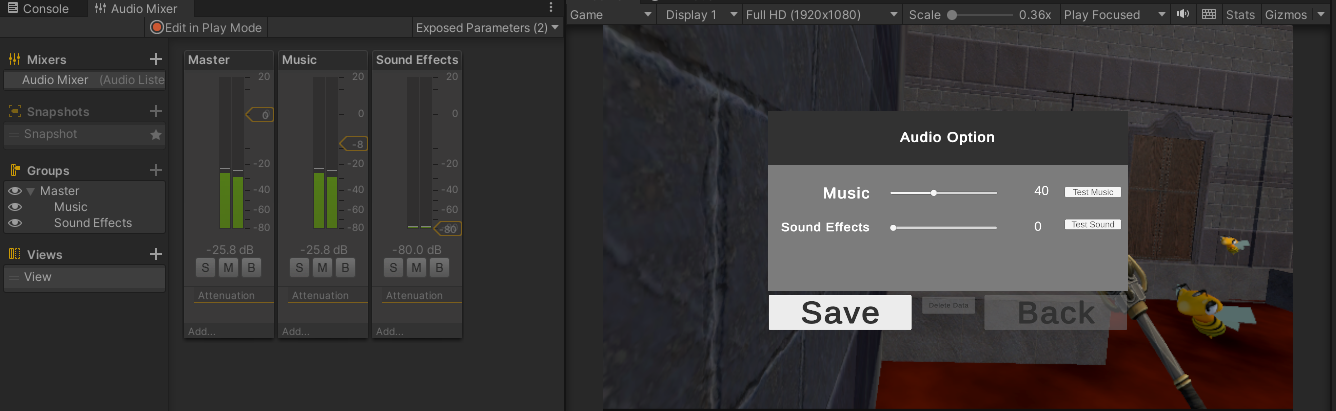 Console
Audio Mixer
Edit in Play Mode
Exposed Parameters (2)
Mixers
Audio Mixer (Audio Liste
Snapshots
Snapshot
Groups
Master
Music
Sound Effects
Views
View
Master
20
0
0
-20
-40
-60
-80
-25.8 dB
S M B
Attenuation
Add...
Music
20
0
-8
-20
-40
-60
-80
-25.8 dB
S M B
Attenuation
Add...
Sound Effects
20
0
-20
-40
-60
-80
-80
-80.0 dB
S M B
Attenuation
Add...
Game
Display 1
Full HD (1920x1080)
Scale
0.36x
Play Focused
Stats
Gizmos
Audio Option
Music 40 Test Music
Sound Effects 0 Test Sound
Save
Delete Data
Back